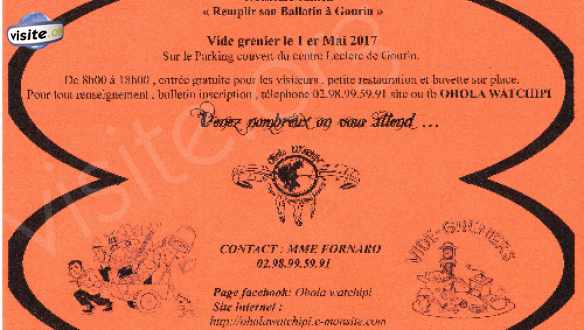 « Remplir son Ballotin à Gourin »
Vide grenier le 1 er Mai 2017
Sur le Parking couvert du centre Leclerc de Gourin.
De 8h00 à 18h00 , entrée gratuite pour les visiteurs , petite restauration et buvette sur place.
Pour tout renseignement , bulletin inscription , téléphone 02.98.99.59.91 site ou fb OHOLA WATCHIPI
Venez nombreux on vous attend ...
CONTACT : MME FORNARO
02.98.99.59.91
VIDE-GRENIERS
Page facebook: Ohola watchipi
Site internet :
http://oholawatchipi.e-monsite.com
visite.org